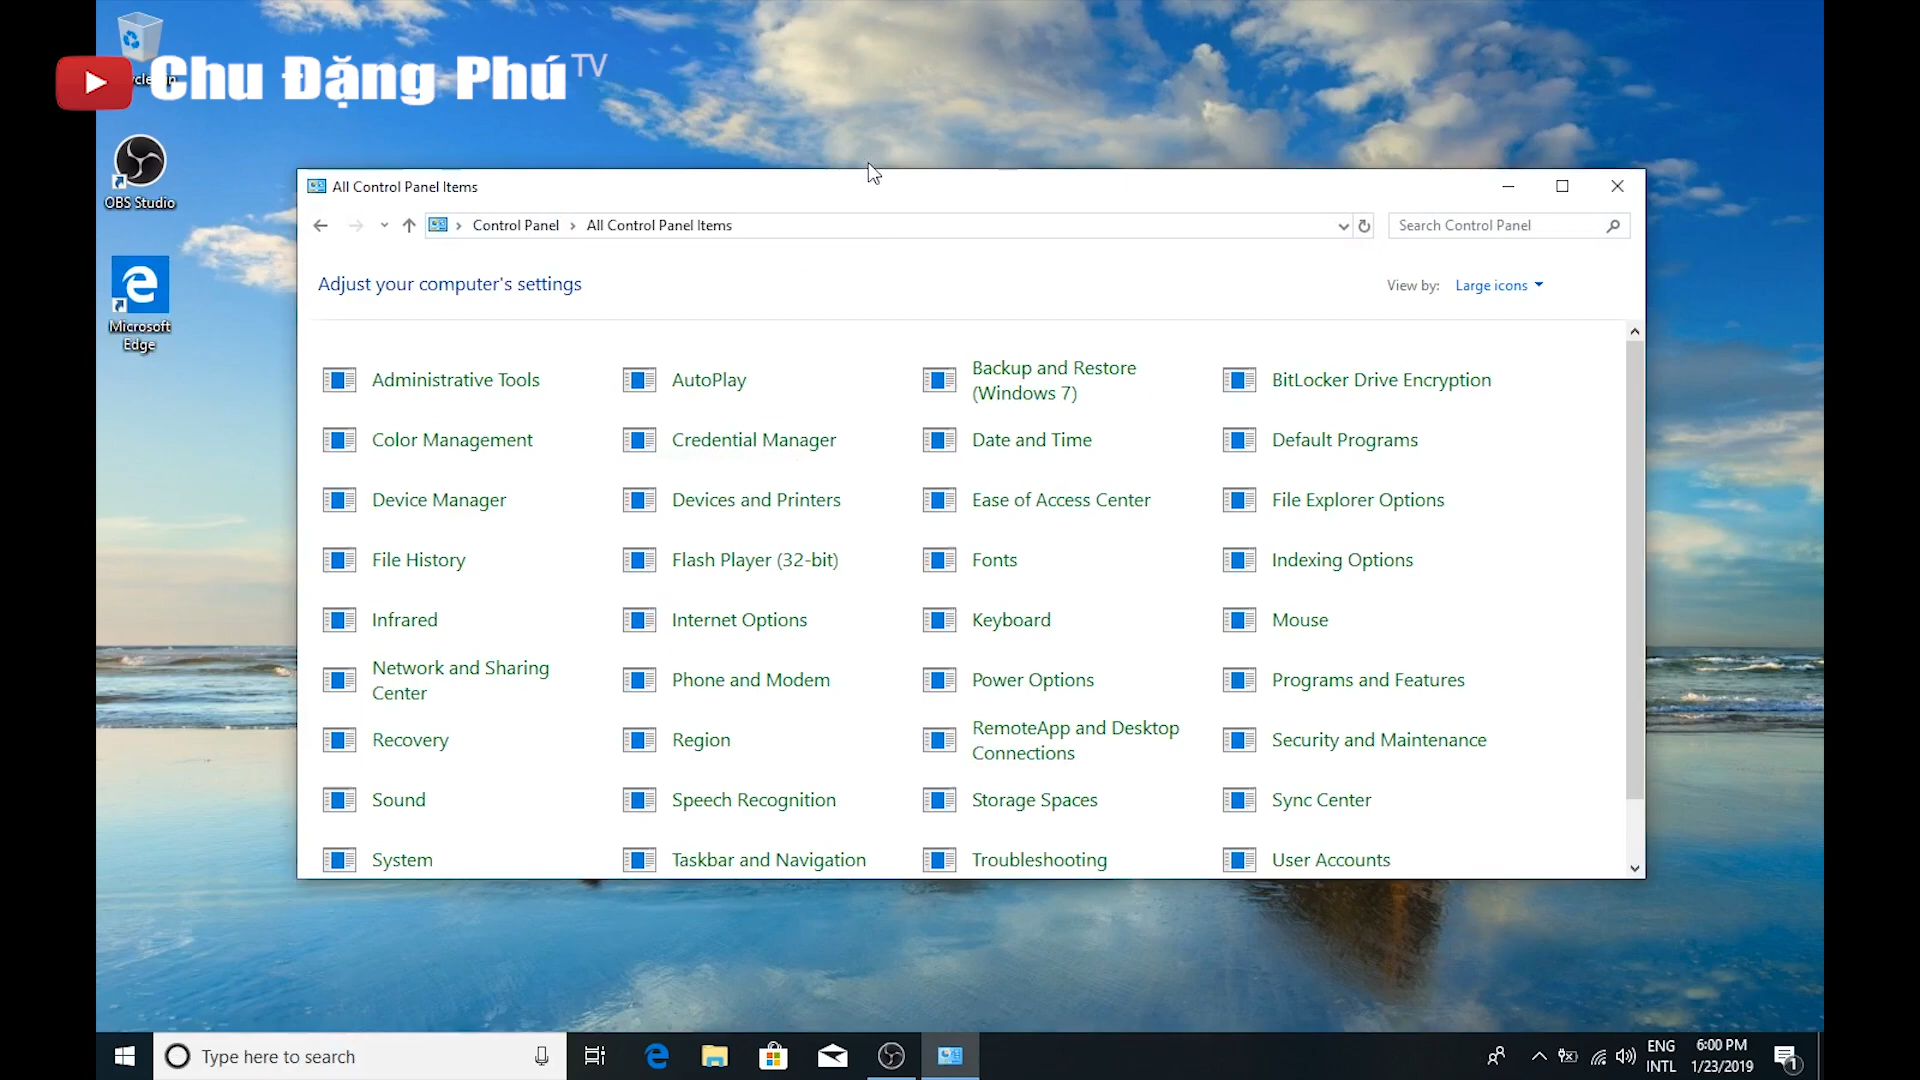 Chu Đặng Phú TV
OBS Studio
Microsoft
Edge
All Control Panel Items
Control Panel > All Control Panel Items
Search Control Panel
Adjust your computer's settings
View by: Large icons
Administrative Tools
AutoPlay
Backup and Restore
(Windows 7)
BitLocker Drive Encryption
Color Management
Credential Manager
Date and Time
Default Programs
Device Manager
Devices and Printers
Ease of Access Center
File Explorer Options
File History
Flash Player (32-bit)
Fonts
Indexing Options
Infrared
Internet Options
Keyboard
Mouse
Network and Sharing
Center
Phone and Modem
Power Options
Programs and Features
Recovery
Region
RemoteApp and Desktop
Connections
Security and Maintenance
Sound
Speech Recognition
Storage Spaces
Sync Center
System
Taskbar and Navigation
Troubleshooting
User Accounts
Type here to search
ENG
INTL
6:00 PM
1/23/2019
1